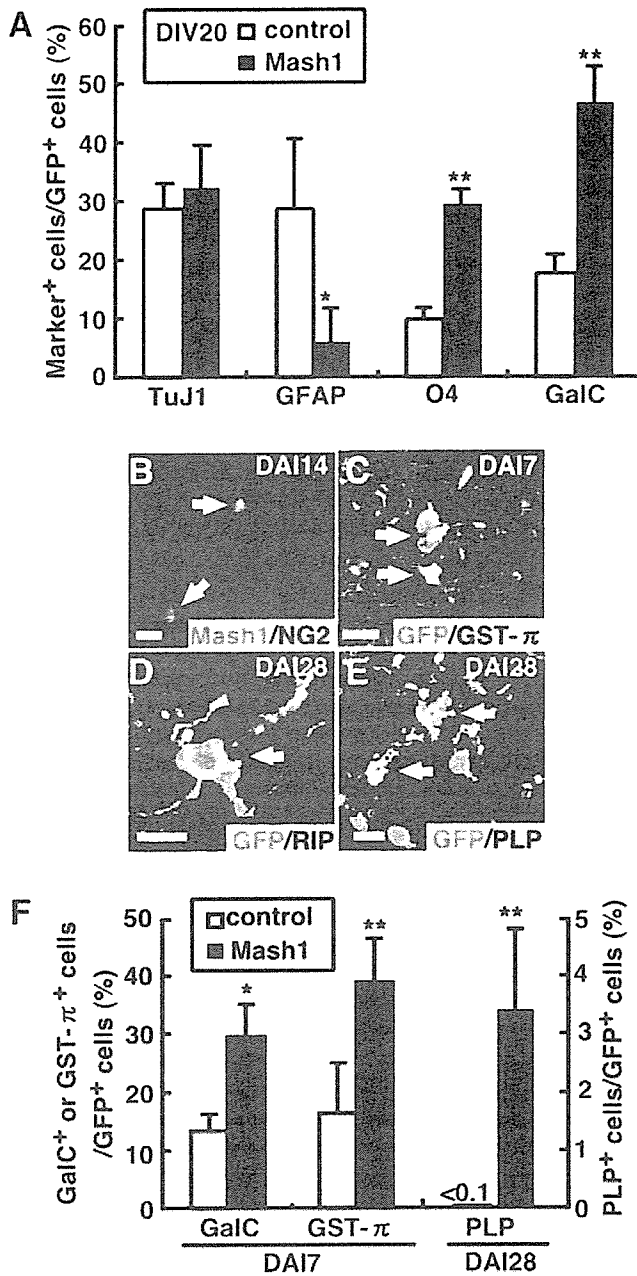 A
DIV20
control
Mash1
Marker+ cells/GFP+ cells (%)
60
50
40
30
20
10
0
**
**
*
TuJ1
GFAP
O4
GalC
B
DAI14
Mash1/NG2
C
DAI7
GFP/GST-π
D
DAI28
GFP/RIP
E
DAI28
GFP/PLP
F
control
Mash1
GalC+ or GST-π+ cells
/GFP+ cells (%)
50
40
30
20
10
0
*
**
**
<0.1
5
4
3
2
1
0
PLP+ cells/GFP+ cells (%)
GalC
GST-π
PLP
DAI7
DAI28